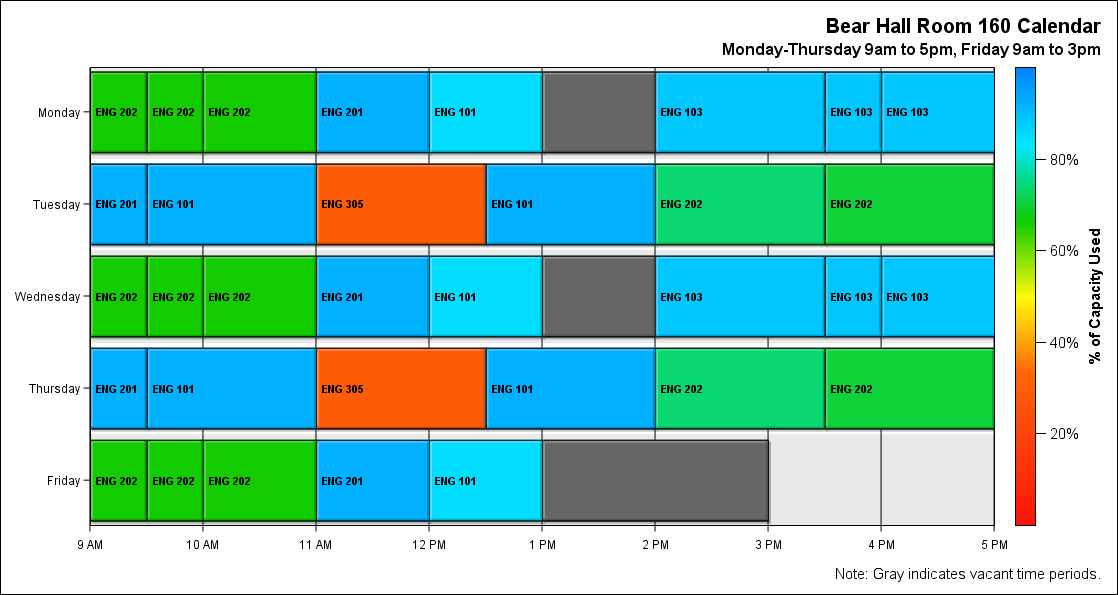 Bear Hall Room 160 Calendar
Monday-Thursday 9am to 5pm, Friday 9am to 3pm
Monday ENG 202 ENG 202 ENG 202 ENG 201 ENG 101 ENG 103 ENG 103 ENG 103
80%
Tuesday ENG 201 ENG 101 ENG 305 ENG 101 ENG 202 ENG 202
60%
Wednesday ENG 202 ENG 202 ENG 202 ENG 201 ENG 101 ENG 103 ENG 103 ENG 103
% of Capacity Used
40%
Thursday ENG 201 ENG 101 ENG 305 ENG 101 ENG 202 ENG 202
20%
Friday ENG 202 ENG 202 ENG 202 ENG 201 ENG 101
9 AM 10 AM 11 AM 12 PM 1 PM 2 PM 3 PM 4 PM 5 PM
Note: Gray indicates vacant time periods.